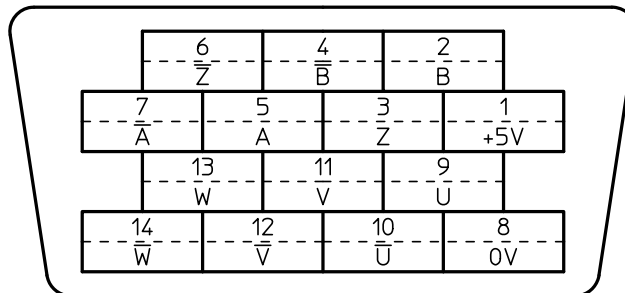 6 4 2
Z̅ B̅ B
7 5 3 1
A̅ A Z +5V
13 11 9
W V U
14 12 10 8
W̅ V̅ U̅ 0V